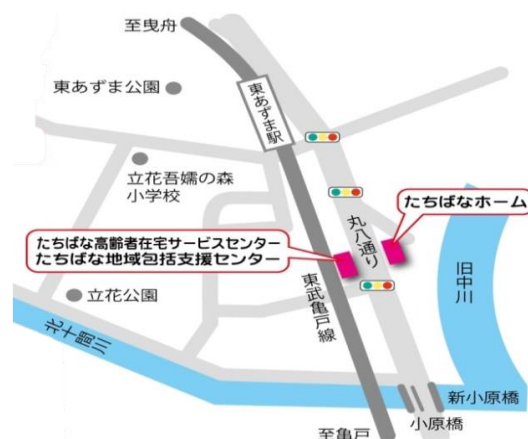 至曳舟
東あずま公園
東あずま駅
立花吾嬬の森
小学校
たちばなホーム
丸八通り
たちばな高齢者在宅サービスセンター
たちばな地域包括支援センター
旧中川
東武亀戸線
立花公園
北十間川
新小原橋
小原橋
至亀戸